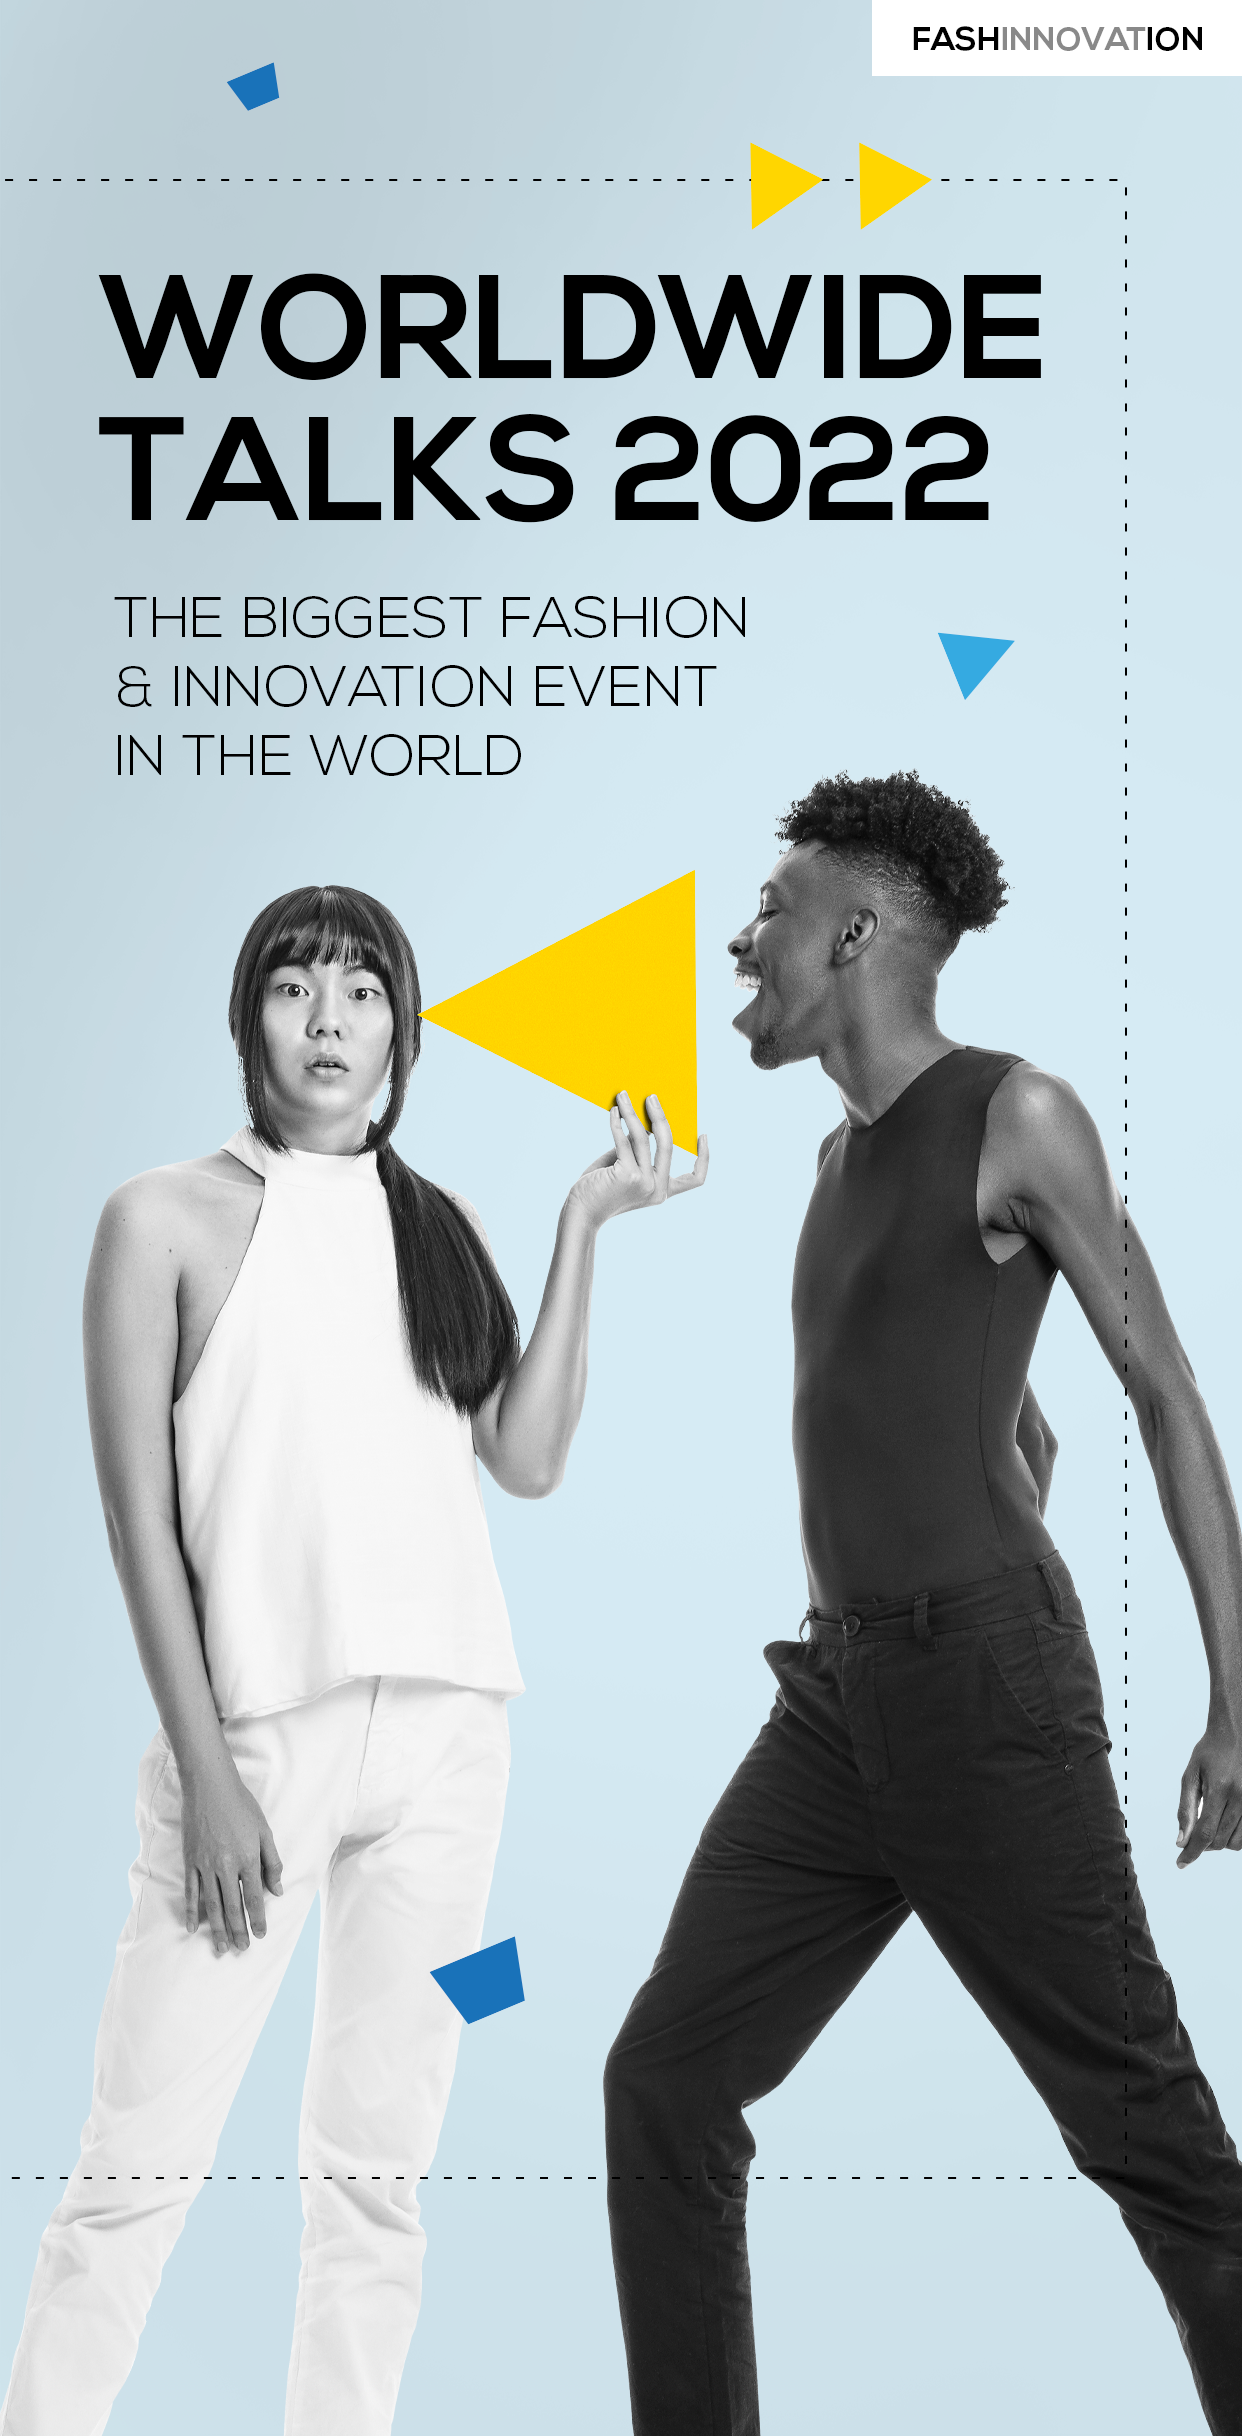 FASHINNOVATION
WORLDWIDE
TALKS 2022
THE BIGGEST FASHION
& INNOVATION EVENT
IN THE WORLD